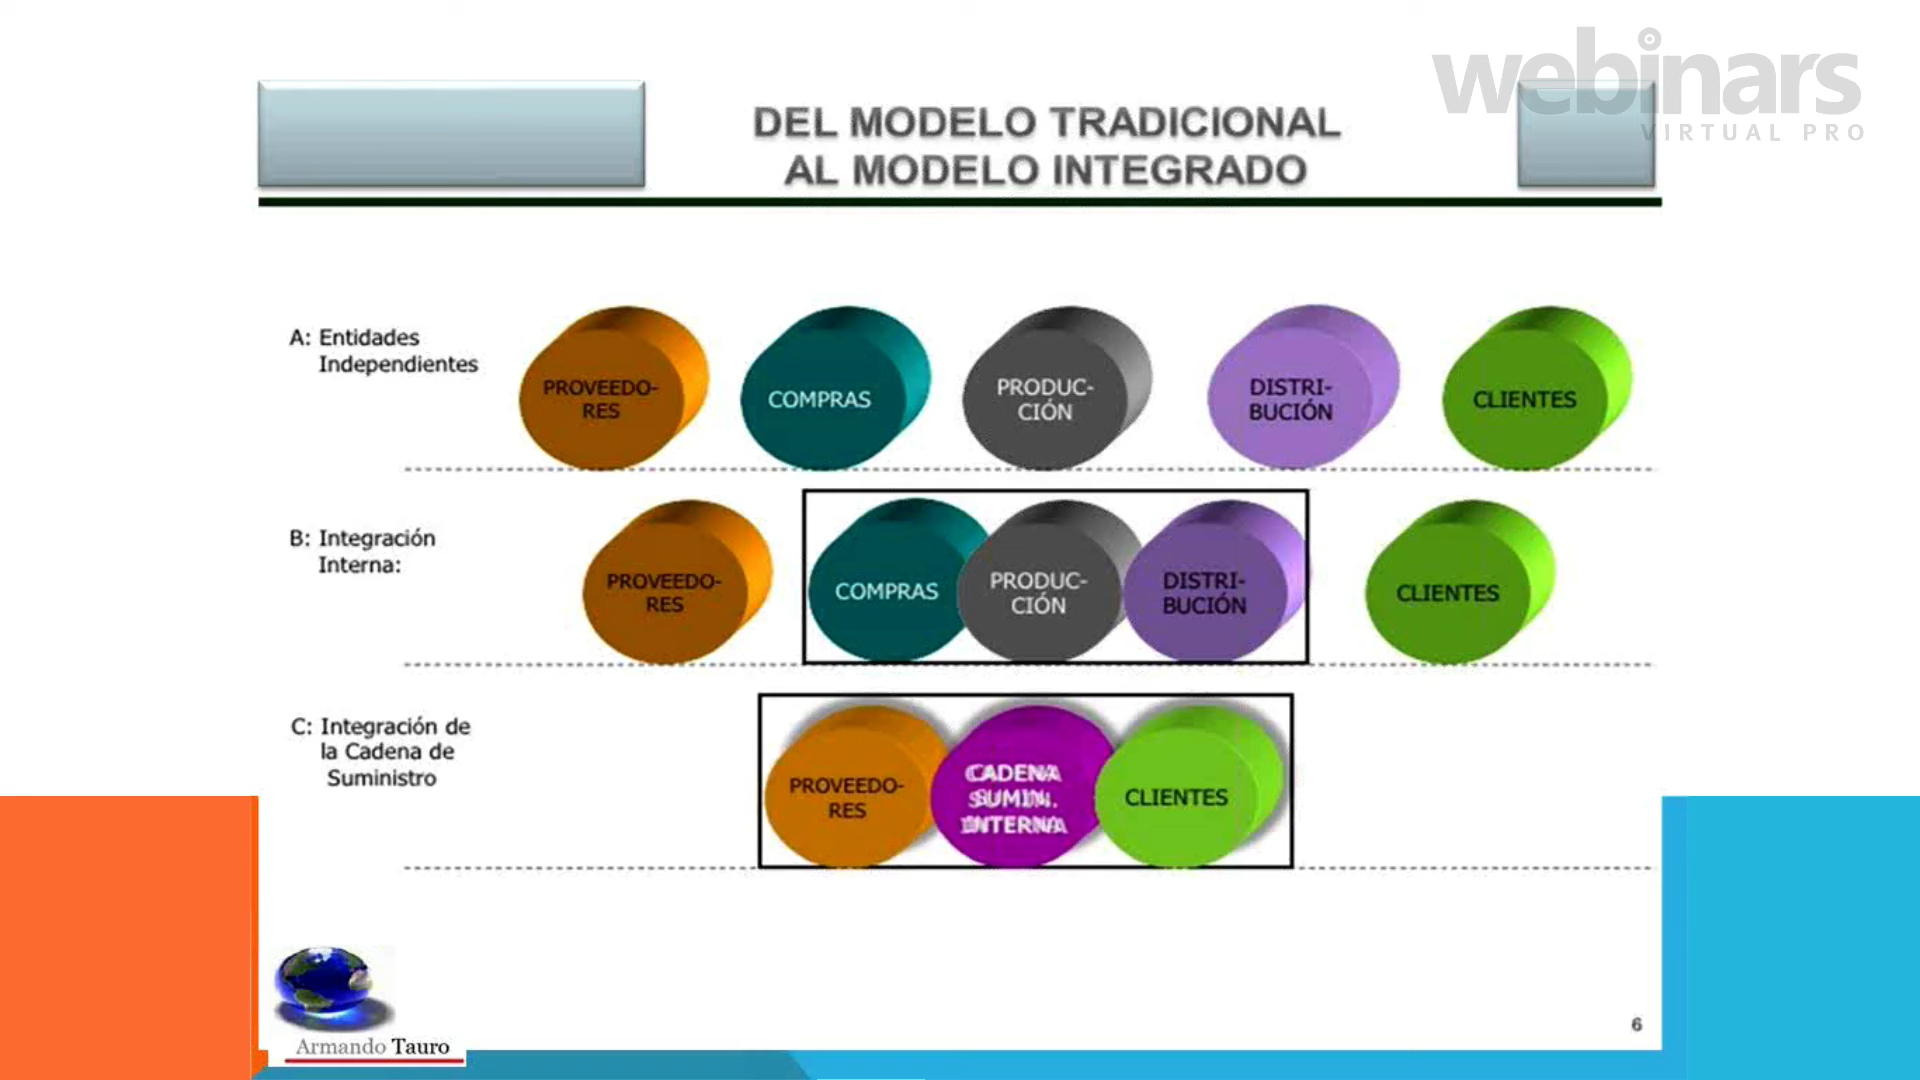 webinars
VIRTUAL PRO
DEL MODELO TRADICIONAL
AL MODELO INTEGRADO
A: Entidades
Independientes
PROVEEDO-
RES
COMPRAS
PRODUC-
CIÓN
DISTRI-
BUCIÓN
CLIENTES
B: Integración
Interna:
PROVEEDO-
RES
COMPRAS
PRODUC-
CIÓN
DISTRI-
BUCIÓN
CLIENTES
C: Integración de
la Cadena de
Suministro
PROVEEDO-
RES
CADENA
SUMIN.
INTERNA
CLIENTES
Armando Tauro
6